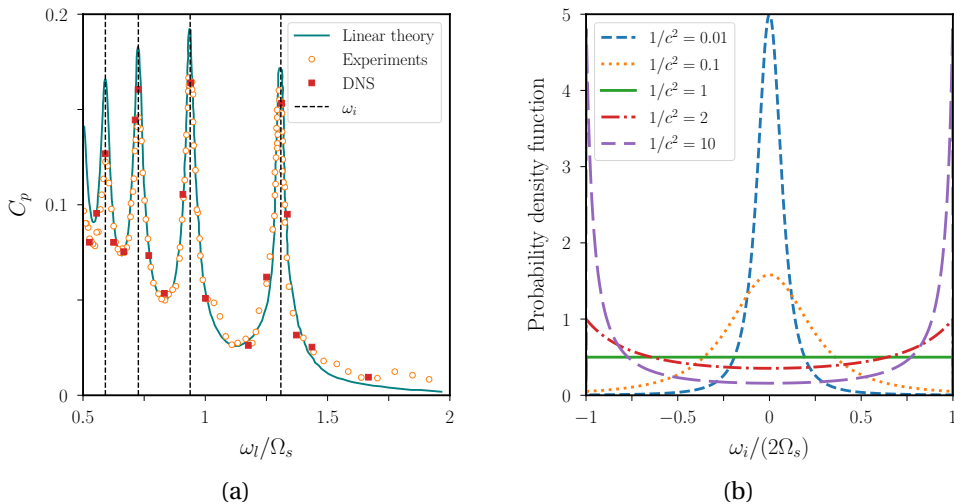 0.2
0.1
0
C_p
Linear theory
Experiments
DNS
ω_i
0.5
1
1.5
2
ω_l/Ω_s
(a)
5
4
3
2
1
0
Probability density function
1/c² = 0.01
1/c² = 0.1
1/c² = 1
1/c² = 2
1/c² = 10
−1
−0.5
0
0.5
1
ω_i/(2Ω_s)
(b)